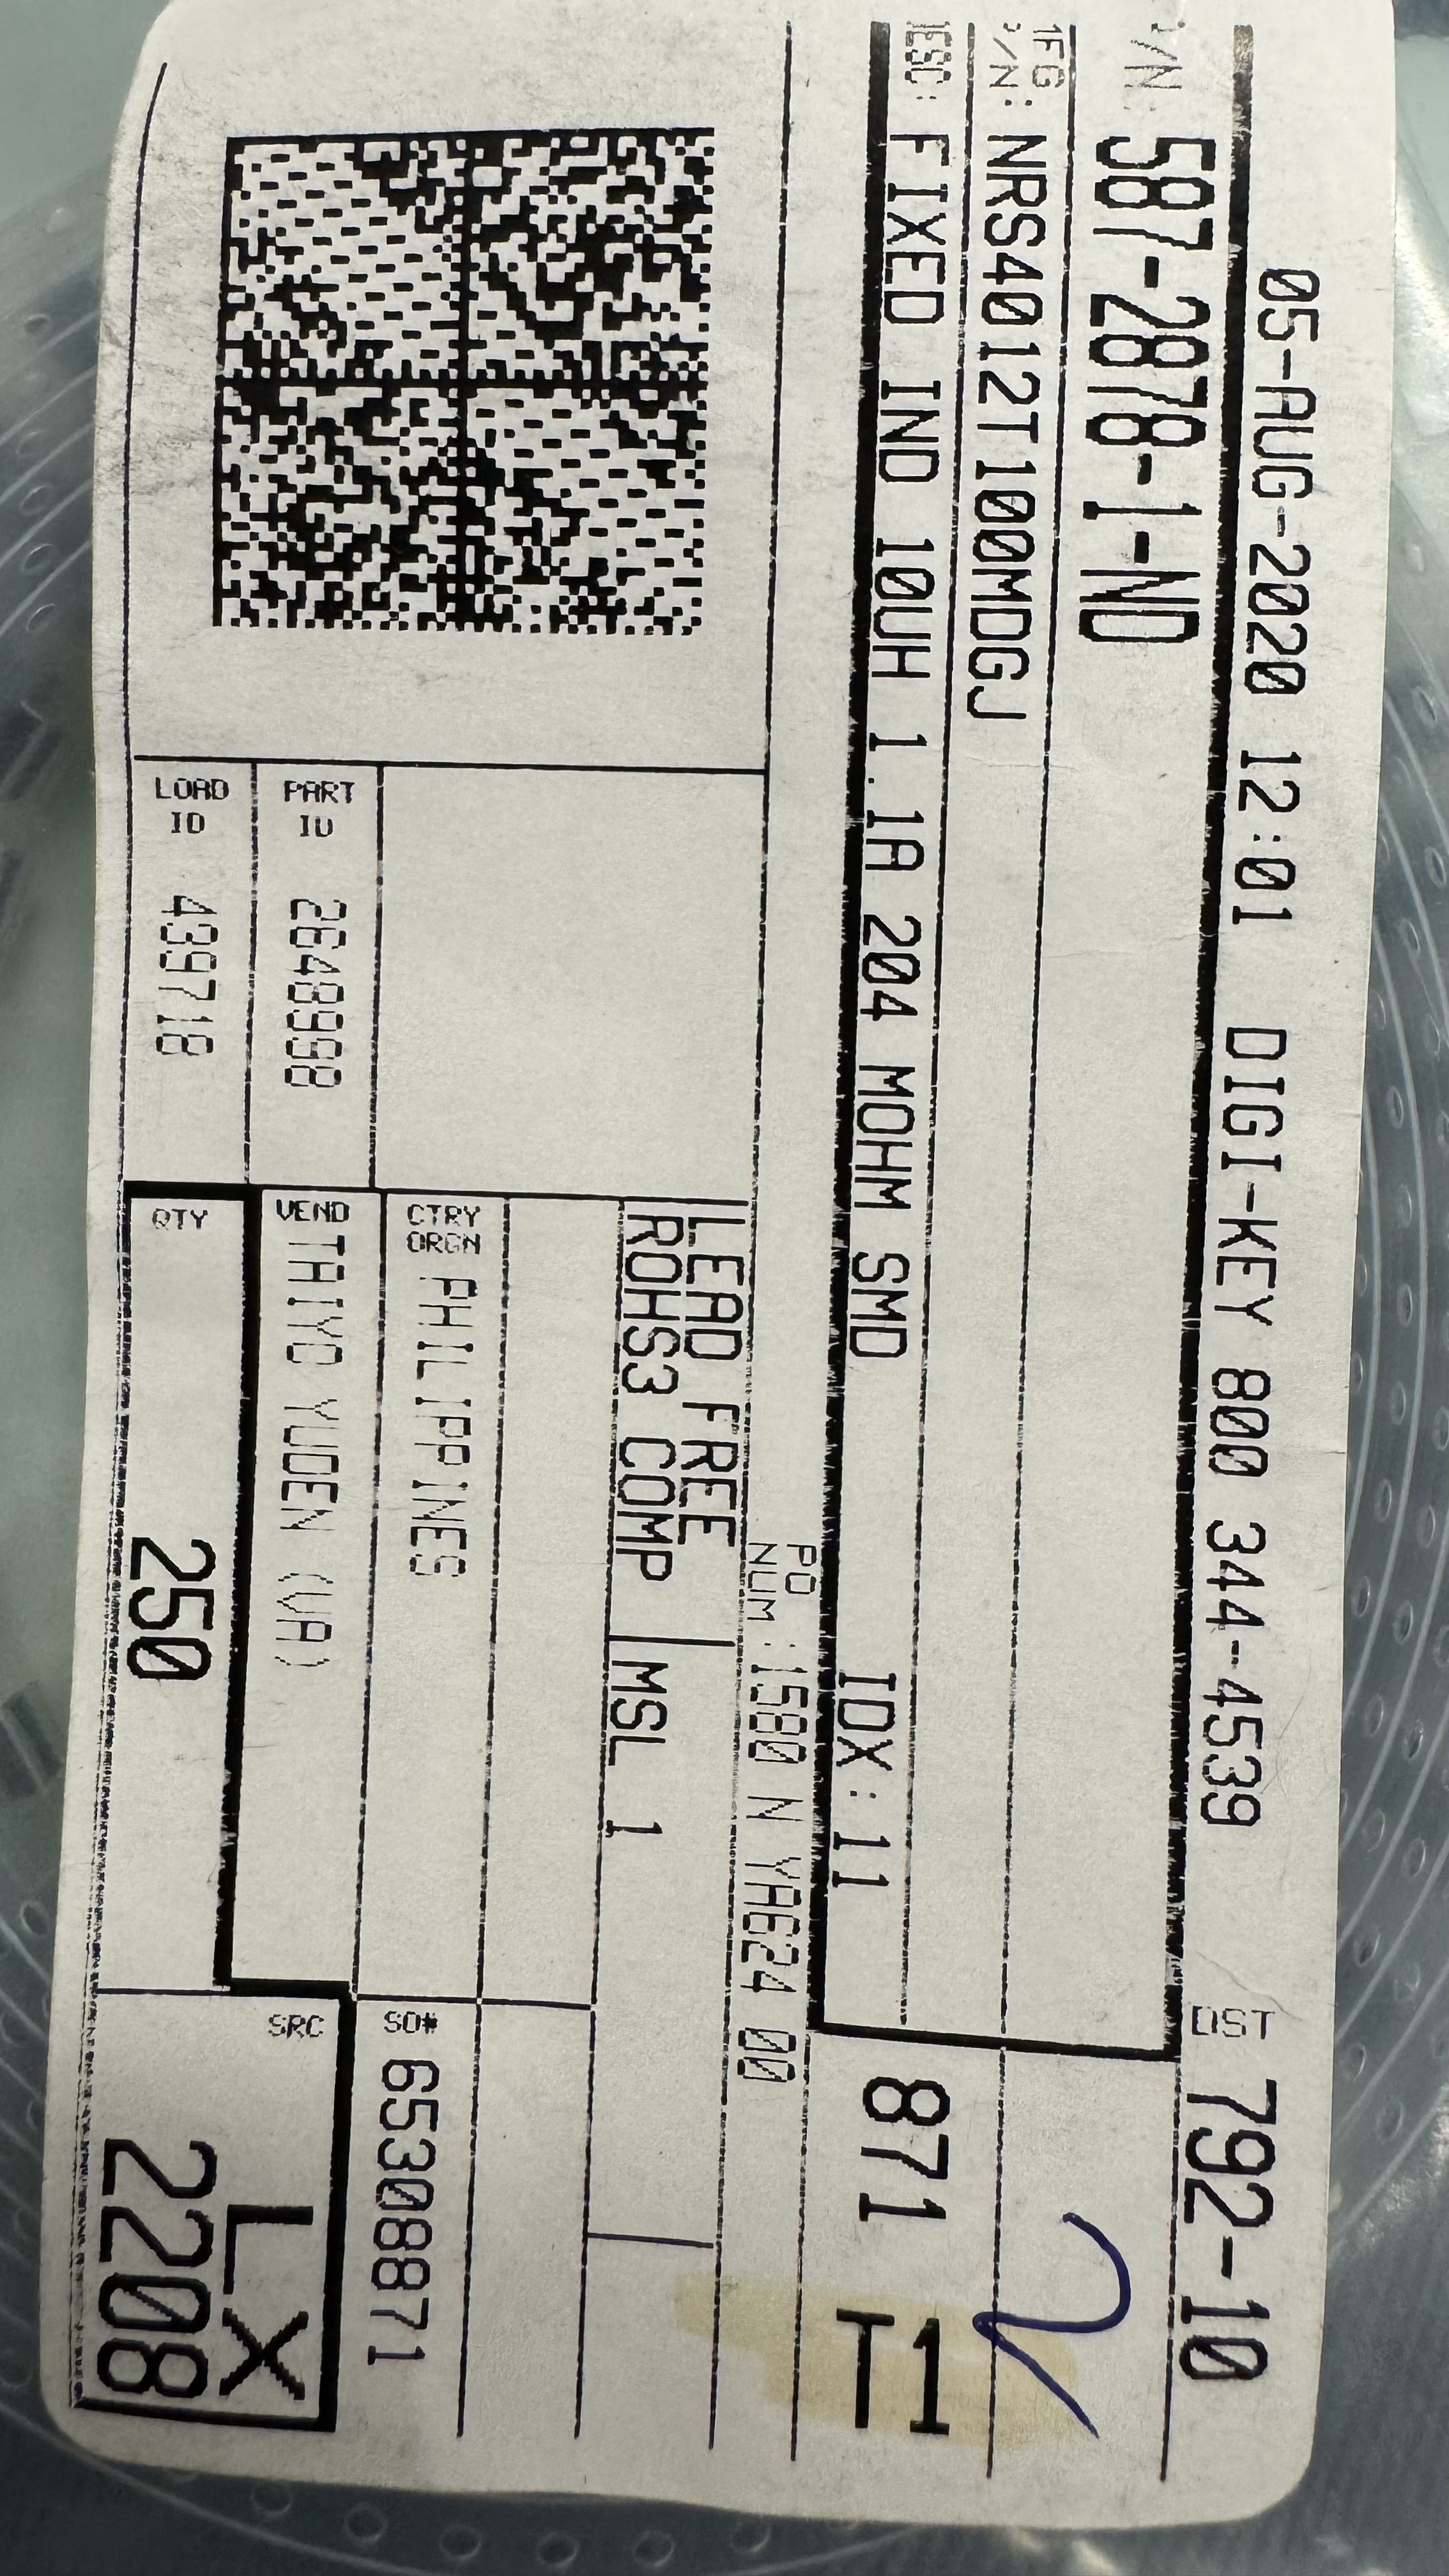 05-AUG-2020 12:01 DIGI-KEY 800 344-4539 DST 792-10
P/N: 587-2878-1-ND
MFG P/N: NRS4012T100MDGJ
DESC: FIXED IND 10UH 1.1A 204 MOHM SMD IDX:11
871 T1
PO NUM: 1580 N YA624 00
LEAD FREE
ROHS3 COMP MSL 1
CTRY ORGN PHILIPPINES
SO# 65308871
PART ID 2648998
VEND TAIYO YUDEN (VA)
LOAD ID 439718
QTY 250
SRC LX
2208